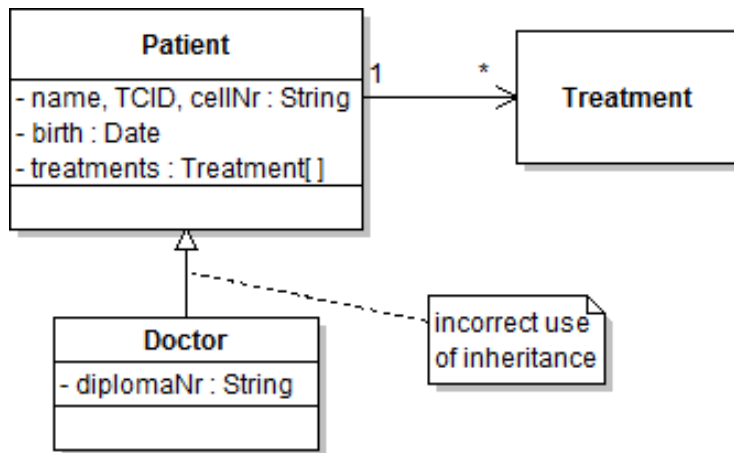 Patient
- name, TCID, cellNr : String
- birth : Date
- treatments : Treatment[ ]
1
*
Treatment
Doctor
- diplomaNr : String
incorrect use
of inheritance